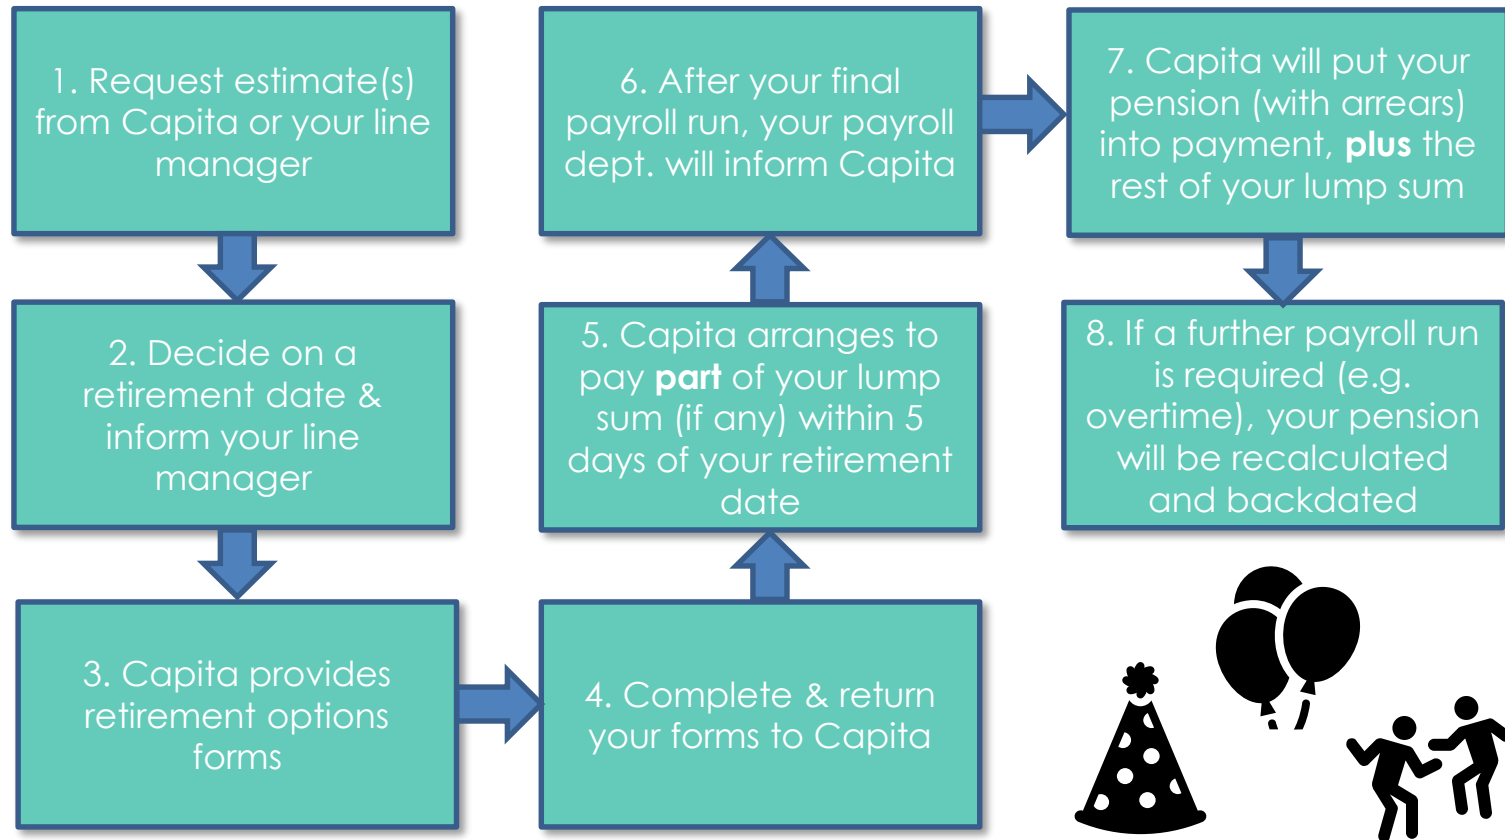 1. Request estimate(s)
from Capita or your line
manager
2. Decide on a
retirement date &
inform your line
manager
3. Capita provides
retirement options
forms
4. Complete & return
your forms to Capita
5. Capita arranges to
pay part of your lump
sum (if any) within 5
days of your retirement
date
6. After your final
payroll run, your payroll
dept. will inform Capita
7. Capita will put your
pension (with arrears)
into payment, plus the
rest of your lump sum
8. If a further payroll run
is required (e.g.
overtime), your pension
will be recalculated
and backdated